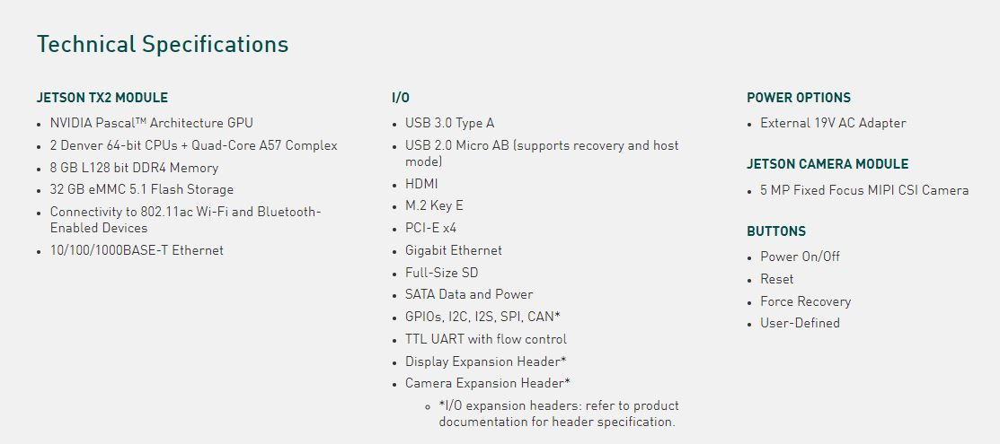 Technical Specifications
JETSON TX2 MODULE
NVIDIA Pascal™ Architecture GPU
2 Denver 64-bit CPUs + Quad-Core A57 Complex
8 GB L128 bit DDR4 Memory
32 GB eMMC 5.1 Flash Storage
Connectivity to 802.11ac Wi-Fi and Bluetooth-
Enabled Devices
10/100/1000BASE-T Ethernet
I/O
USB 3.0 Type A
USB 2.0 Micro AB (supports recovery and host
mode)
HDMI
M.2 Key E
PCI-E x4
Gigabit Ethernet
Full-Size SD
SATA Data and Power
GPIOs, I2C, I2S, SPI, CAN*
TTL UART with flow control
Display Expansion Header*
Camera Expansion Header*
*I/O expansion headers: refer to product
documentation for header specification.
POWER OPTIONS
External 19V AC Adapter
JETSON CAMERA MODULE
5 MP Fixed Focus MIPI CSI Camera
BUTTONS
Power On/Off
Reset
Force Recovery
User-Defined